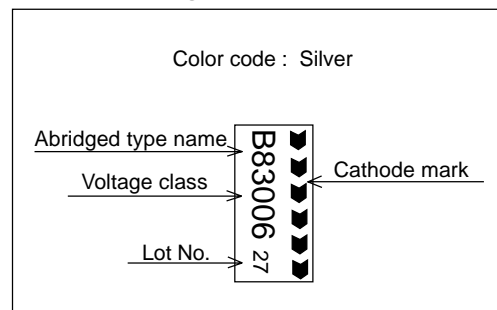 Color code : Silver
Abridged type name
Voltage class
Lot No.
B83006 27
Cathode mark